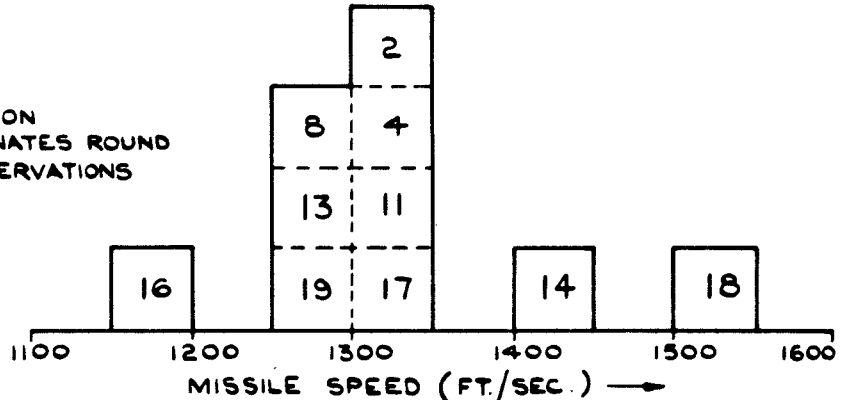 2
ON
8 4
NATES ROUND
ERVATIONS
13 11
16 19 17 14 18
1100 1200 1300 1400 1500 1600
MISSILE SPEED (FT./SEC.)